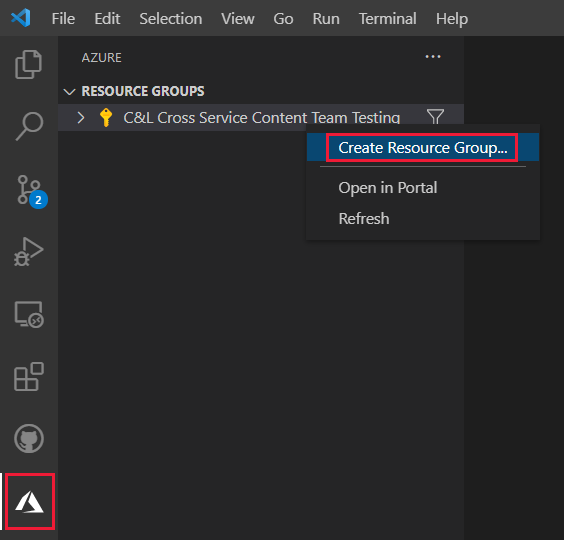 File Edit Selection View Go Run Terminal Help
AZURE
RESOURCE GROUPS
C&L Cross Service Content Team Testing
Create Resource Group...
Open in Portal
Refresh
2